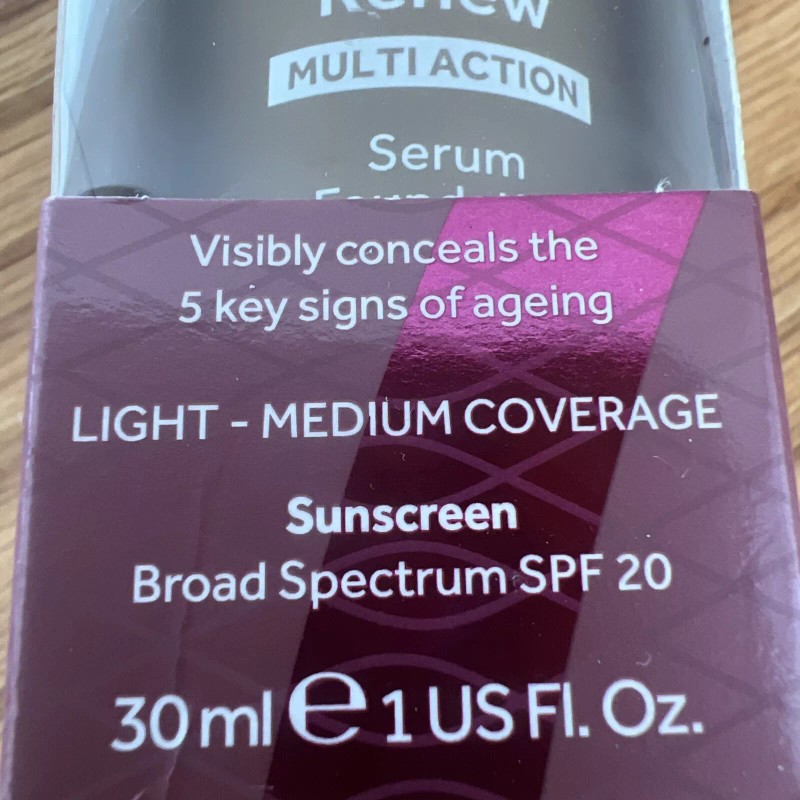 Renew
MULTI ACTION
Serum
Visibly conceals the
5 key signs of ageing
LIGHT - MEDIUM COVERAGE
Sunscreen
Broad Spectrum SPF 20
30 ml e 1 US Fl. Oz.